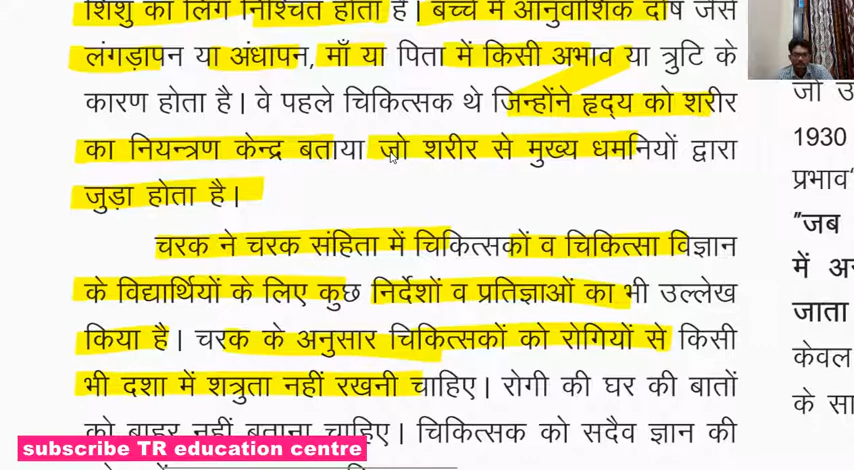 शिशु का लिंग निश्चित होता है। बच्चे में आनुवांशिक दोष जैसे
लंगड़ापन या अंधापन, माँ या पिता में किसी अभाव या त्रुटि के
कारण होता है। वे पहले चिकित्सक थे जिन्होंने हृद्य को शरीर
का नियन्त्रण केन्द्र बताया जो शरीर से मुख्य धमनियों द्वारा
जुड़ा होता है।
चरक ने चरक संहिता में चिकित्सकों व चिकित्सा विज्ञान
के विद्यार्थियों के लिए कुछ निर्देशों व प्रतिज्ञाओं का भी उल्लेख
किया है। चरक के अनुसार चिकित्सकों को रोगियों से किसी
भी दशा में शत्रुता नहीं रखनी चाहिए। रोगी की घर की बातों
को बाहर नहीं बताना चाहिए। चिकित्सक को सदैव ज्ञान की
subscribe TR education centre
जो उ
1930
प्रभाव'
"जब
में अ
जाता
केवल
के सा